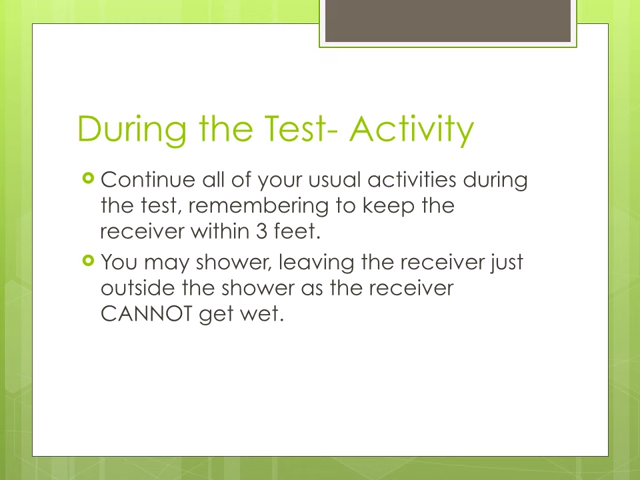 During the Test- Activity
Continue all of your usual activities during
the test, remembering to keep the
receiver within 3 feet.
You may shower, leaving the receiver just
outside the shower as the receiver
CANNOT get wet.